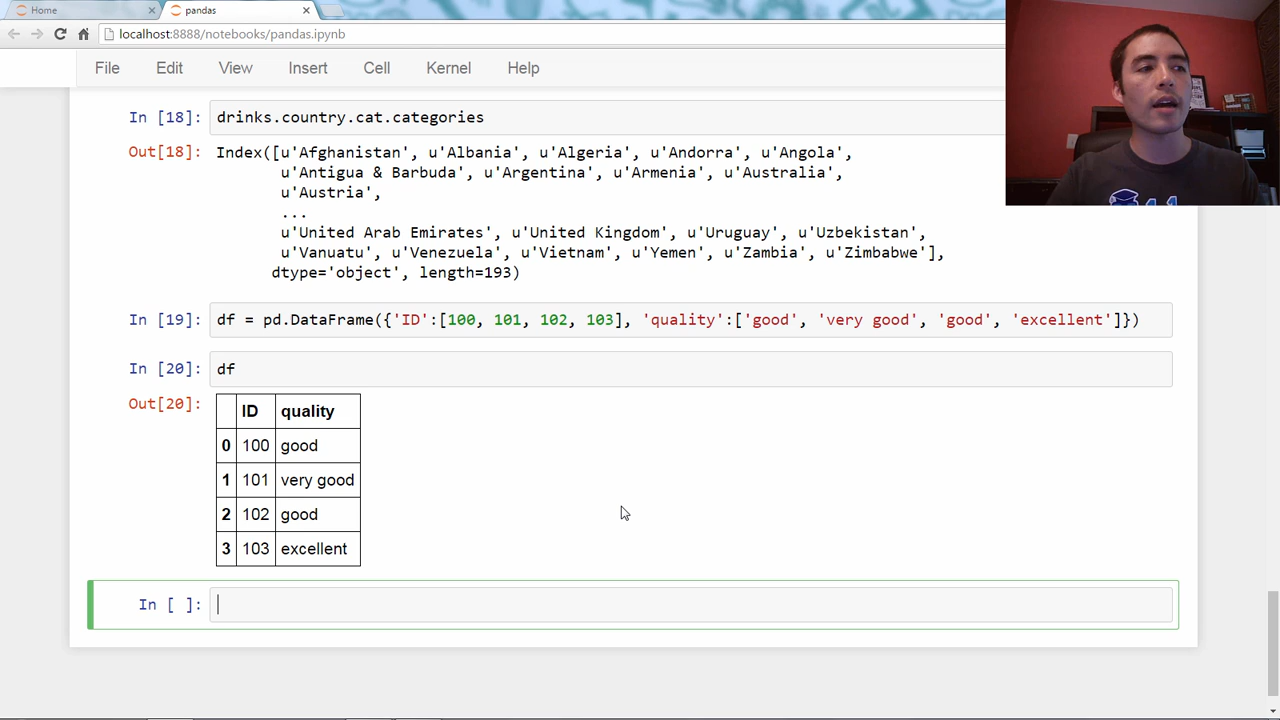 Home
pandas
localhost:8888/notebooks/pandas.ipynb
File Edit View Insert Cell Kernel Help
In [18]: drinks.country.cat.categories
Out[18]: Index([u'Afghanistan', u'Albania', u'Algeria', u'Andorra', u'Angola',
u'Antigua & Barbuda', u'Argentina', u'Armenia', u'Australia',
u'Austria',
...
u'United Arab Emirates', u'United Kingdom', u'Uruguay', u'Uzbekistan',
u'Vanuatu', u'Venezuela', u'Vietnam', u'Yemen', u'Zambia', u'Zimbabwe'],
dtype='object', length=193)
In [19]: df = pd.DataFrame({'ID':[100, 101, 102, 103], 'quality':['good', 'very good', 'good', 'excellent']})
In [20]: df
Out[20]:
ID quality
0 100 good
1 101 very good
2 102 good
3 103 excellent
In [ ]: